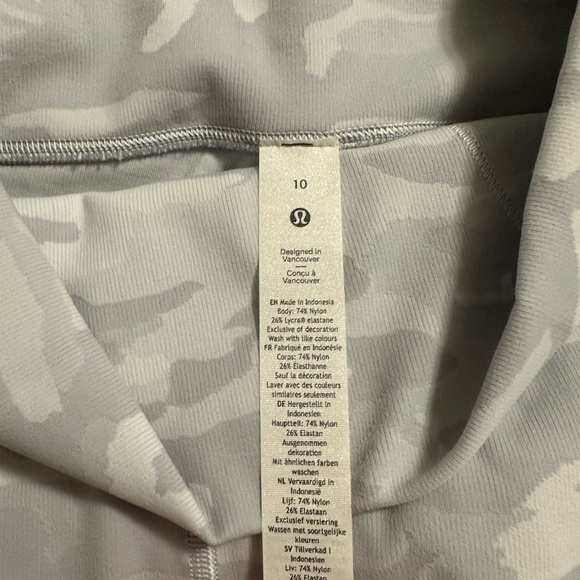 10
Designed in
Vancouver
—
Conçu à
Vancouver
EN Made in Indonesia
Body: 74% Nylon
26% Lycra® elastane
Exclusive of decoration
Wash with like colours
FR Fabriqué en Indonésie
Corps: 74% Nylon
26% Élasthanne
Sauf la décoration
Laver avec des couleurs
similaires seulement
DE Hergestellt in
Indonesien
Hauptteil: 74% Nylon
26% Elastan
Ausgenommen
dekoration
Mit ähnlichen farben
waschen
NL Vervaardigd in
Indonesië
Lijf: 74% Nylon
26% Elastaan
Exclusief versiering
Wassen met soortgelijke
kleuren
SV Tillverkad i
Indonesien
Liv: 74% Nylon
26% Elastan